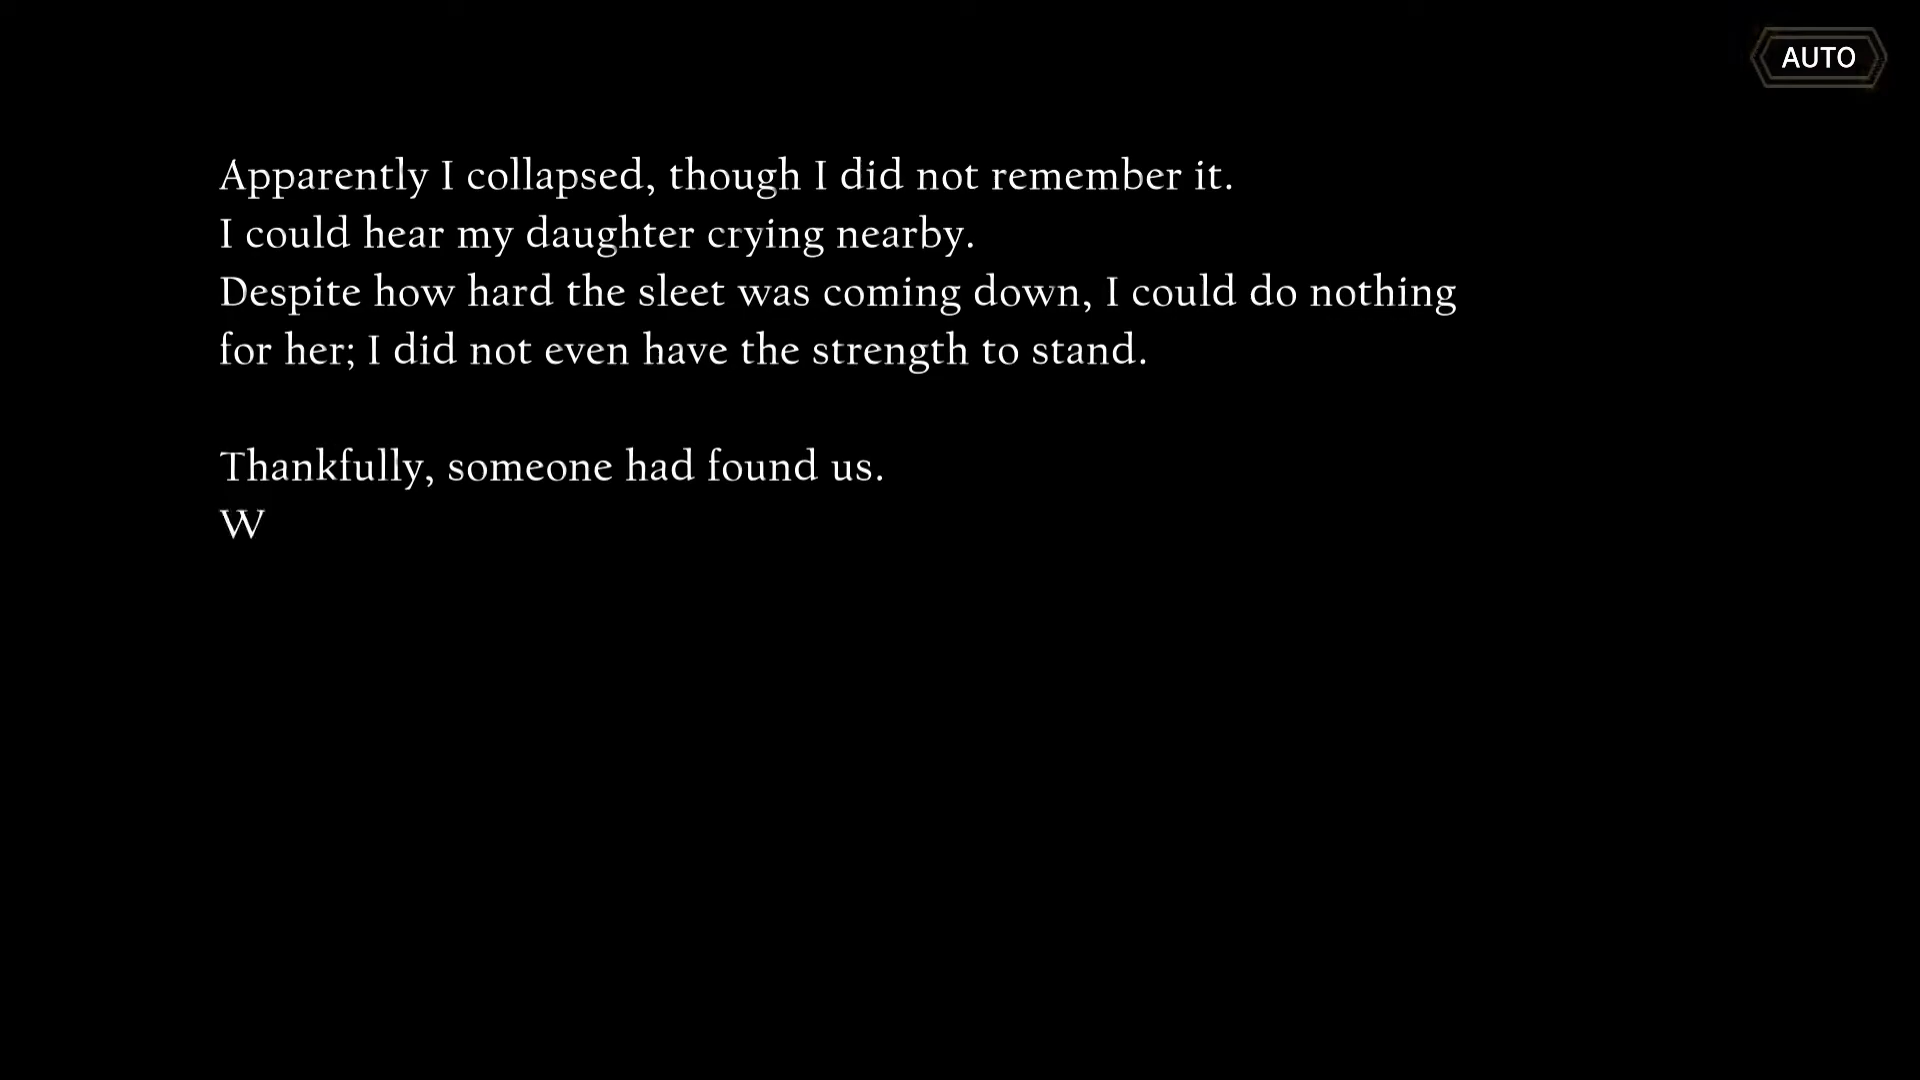 AUTO
Apparently I collapsed, though I did not remember it.
I could hear my daughter crying nearby.
Despite how hard the sleet was coming down, I could do nothing
for her; I did not even have the strength to stand.
Thankfully, someone had found us.
W